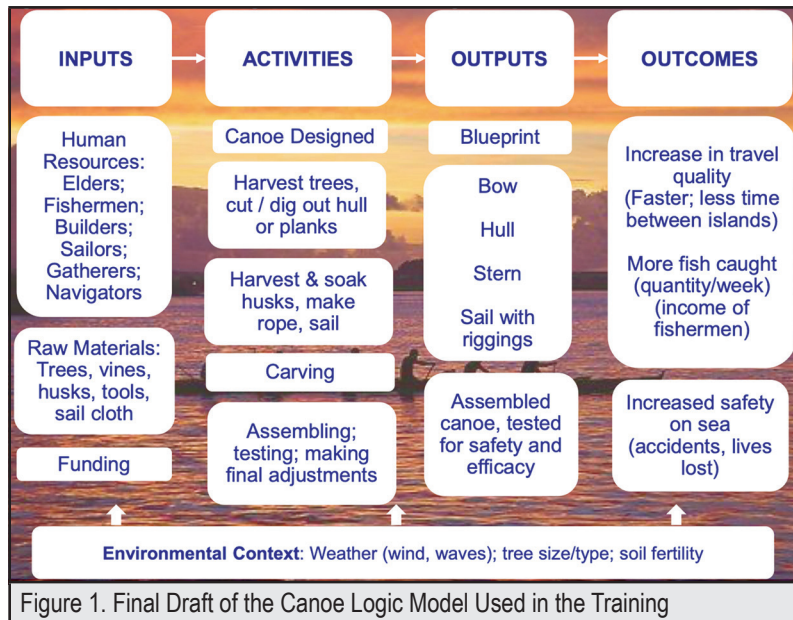 INPUTS
ACTIVITIES
OUTPUTS
OUTCOMES
Human
Resources:
Elders;
Fishermen;
Builders;
Sailors;
Gatherers;
Navigators
Raw Materials:
Trees, vines,
husks, tools,
sail cloth
Funding
Canoe Designed
Harvest trees,
cut / dig out hull
or planks
Harvest & soak
husks, make
rope, sail
Carving
Assembling;
testing; making
final adjustments
Blueprint
Bow
Hull
Stern
Sail with
riggings
Assembled
canoe, tested
for safety and
efficacy
Increase in travel
quality
(Faster; less time
between islands)
More fish caught
(quantity/week)
(income of
fishermen)
Increased safety
on sea
(accidents, lives
lost)
Environmental Context: Weather (wind, waves); tree size/type; soil fertility
Figure 1. Final Draft of the Canoe Logic Model Used in the Training